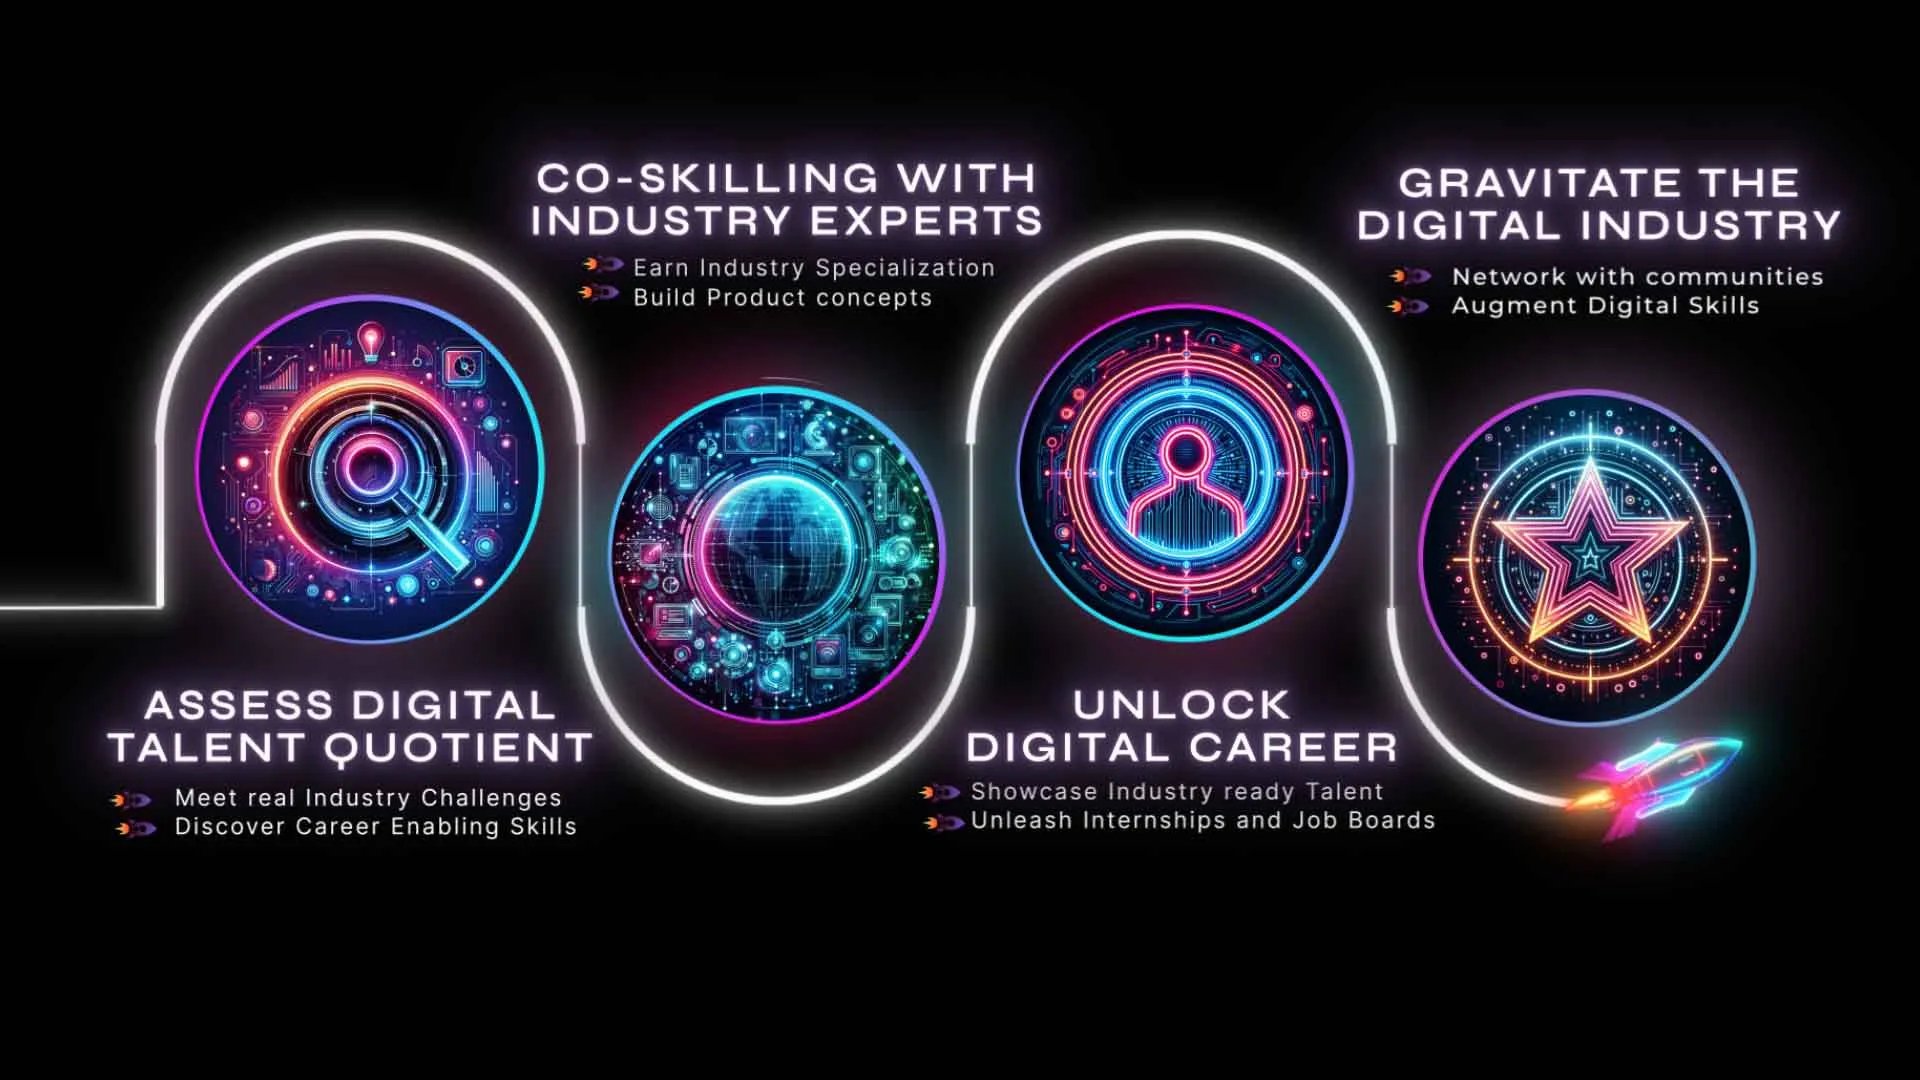 ASSESS DIGITAL
TALENT QUOTIENT
Meet real Industry Challenges
Discover Career Enabling Skills
CO-SKILLING WITH
INDUSTRY EXPERTS
Earn Industry Specialization
Build Product concepts
UNLOCK
DIGITAL CAREER
Showcase Industry ready Talent
Unleash Internships and Job Boards
GRAVITATE THE
DIGITAL INDUSTRY
Network with communities
Augment Digital Skills